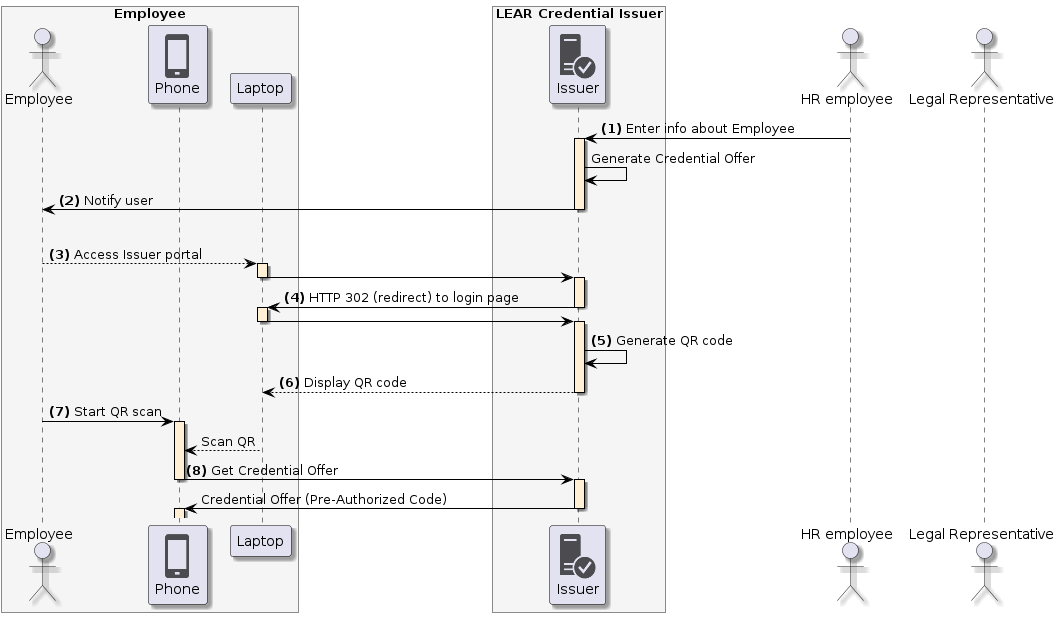 Employee
LEAR Credential Issuer
Employee
Phone
Laptop
Issuer
HR employee
Legal Representative
(1) Enter info about Employee
Generate Credential Offer
(2) Notify user
(3) Access Issuer portal
(4) HTTP 302 (redirect) to login page
(5) Generate QR code
(6) Display QR code
(7) Start QR scan
Scan QR
(8) Get Credential Offer
Credential Offer (Pre-Authorized Code)
Employee
Phone
Laptop
Issuer
HR employee
Legal Representative